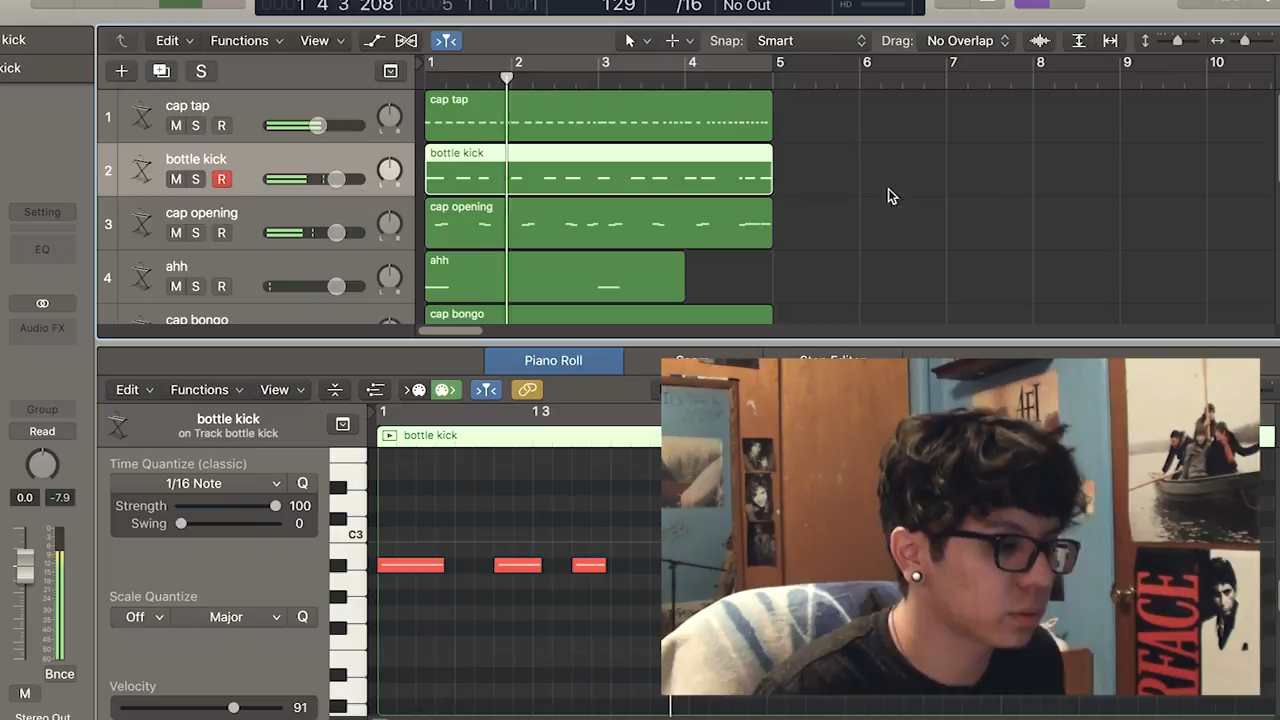 1 4 3 208
5 1 1 001
129
/16
No Out
HD
kick
Edit
Functions
View
Snap:
Smart
Drag:
No Overlap
kick
S
1
2
3
4
5
6
7
8
9
10
1
cap tap
M S R
L R
cap tap
2
bottle kick
M S R
bottle kick
3
cap opening
M S R
L R
cap opening
4
ahh
M S R
L R
ahh
cap bongo
cap bongo
Setting
EQ
Audio FX
Group
Read
0.0
-7.9
Bnce
M
Stereo Out
Piano Roll
Edit
Functions
View
bottle kick
on Track bottle kick
1
1 3
bottle kick
Time Quantize (classic)
1/16 Note
Q
Strength
100
Swing
0
C3
Scale Quantize
Off
Major
Q
Velocity
91
AFI
RFACE